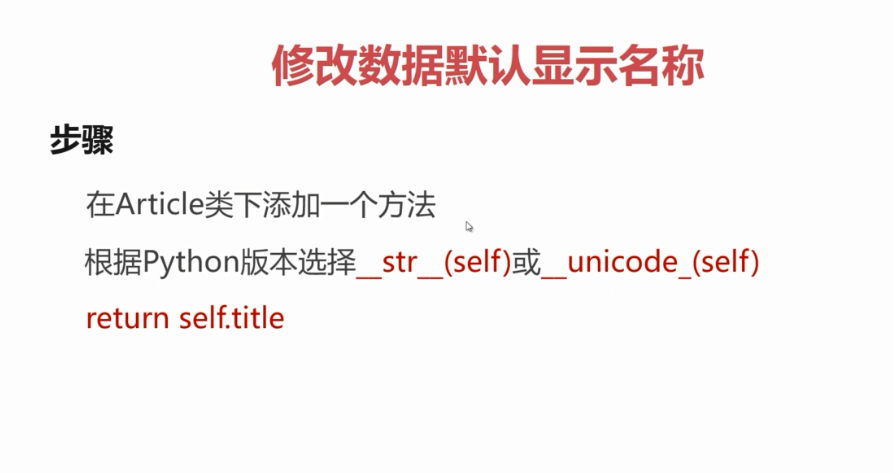 修改数据默认显示名称
步骤
在Article类下添加一个方法
根据Python版本选择__str__(self)或__unicode_(self)
return self.title